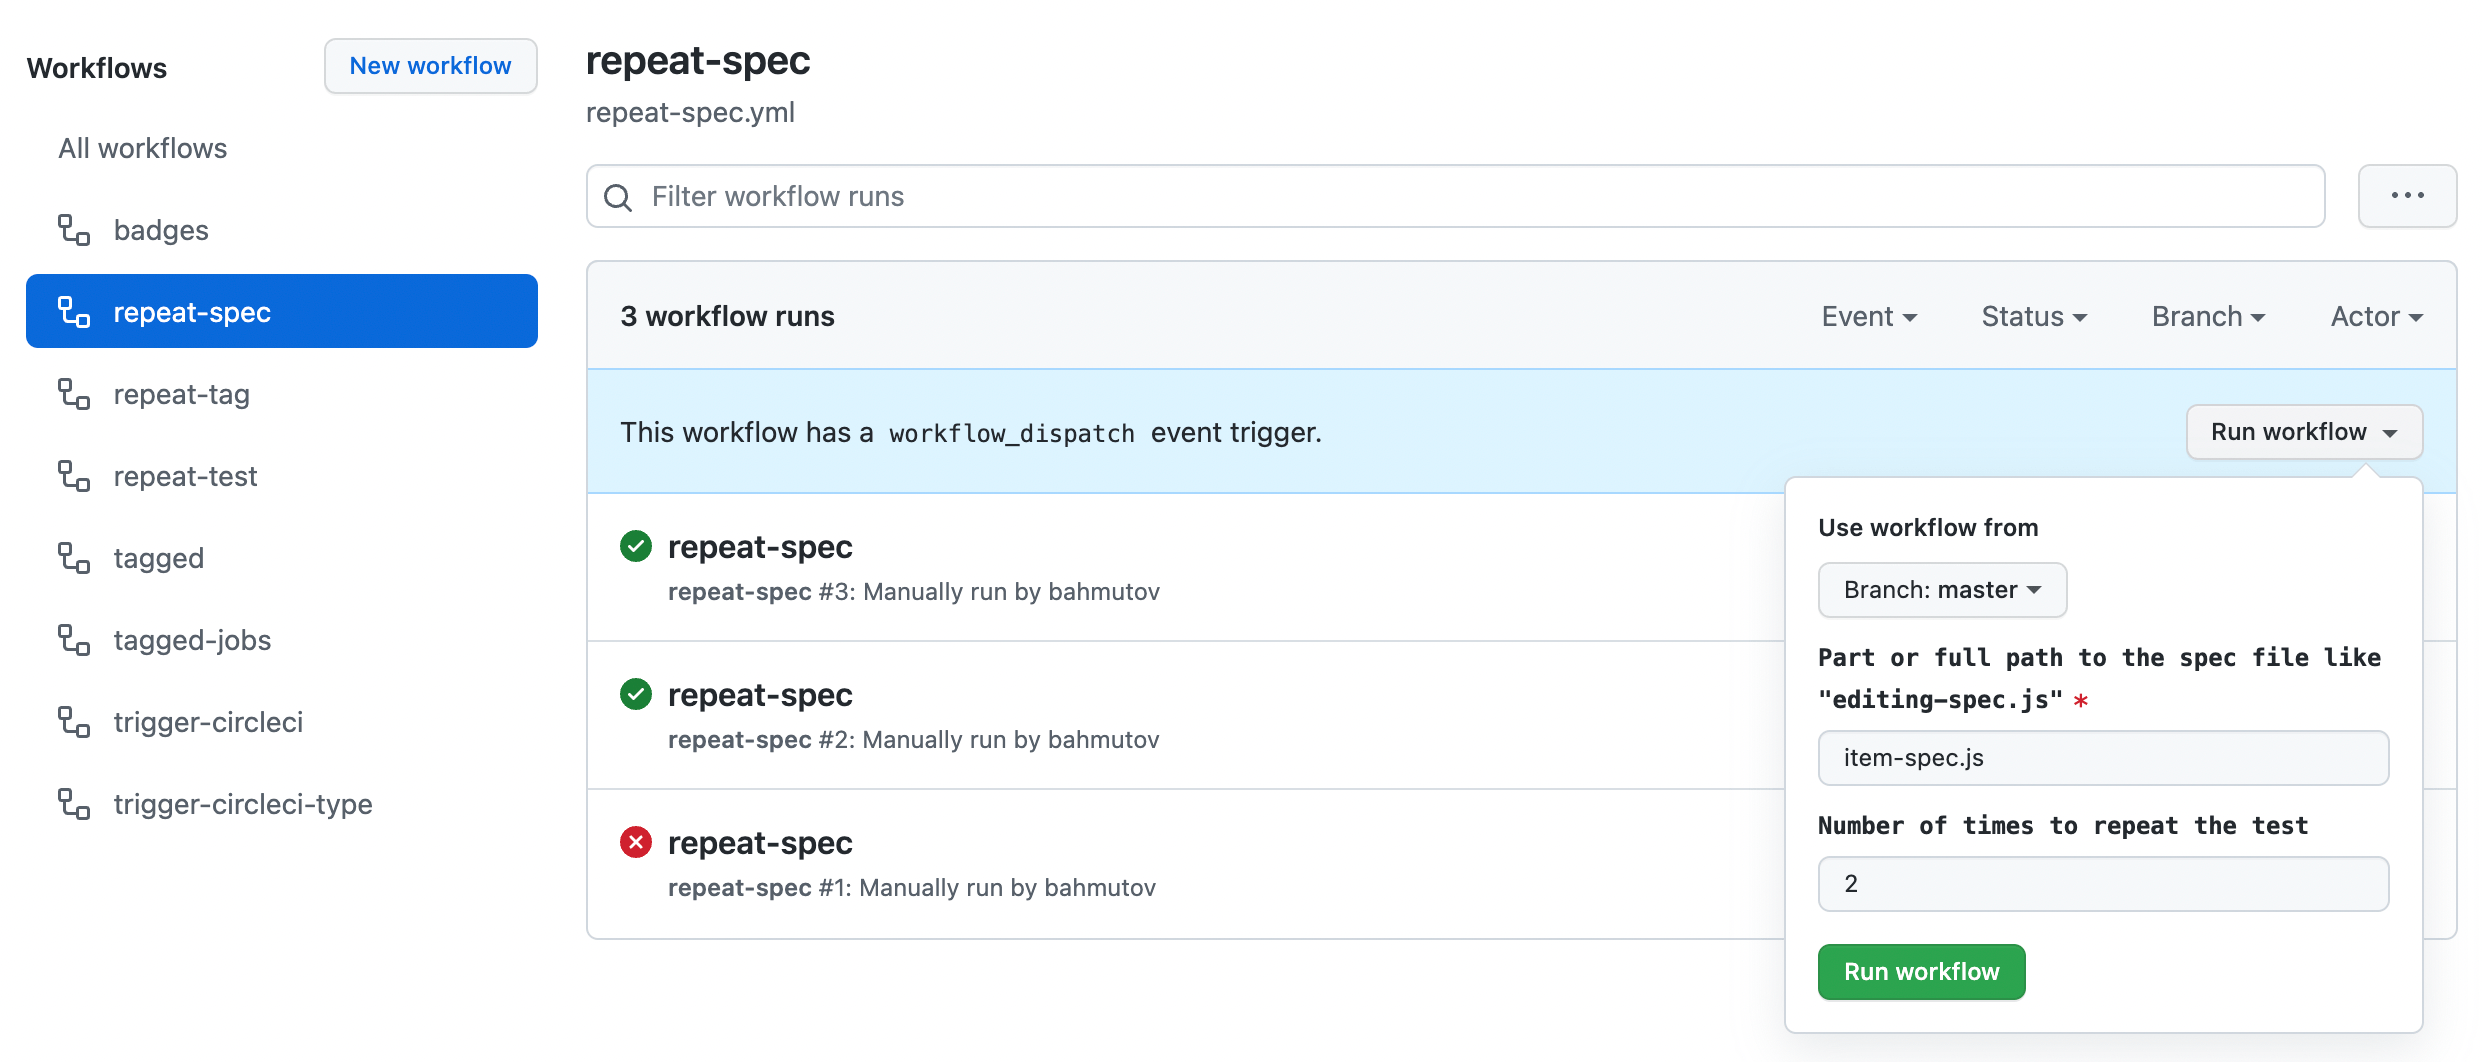 Workflows
New workflow
All workflows
badges
repeat-spec
repeat-tag
repeat-test
tagged
tagged-jobs
trigger-circleci
trigger-circleci-type
repeat-spec
repeat-spec.yml
Filter workflow runs
3 workflow runs
Event
Status
Branch
Actor
This workflow has a workflow_dispatch event trigger.
Run workflow
repeat-spec
repeat-spec #3: Manually run by bahmutov
repeat-spec
repeat-spec #2: Manually run by bahmutov
repeat-spec
repeat-spec #1: Manually run by bahmutov
Use workflow from
Branch: master
Part or full path to the spec file like
"editing-spec.js" *
item-spec.js
Number of times to repeat the test
2
Run workflow